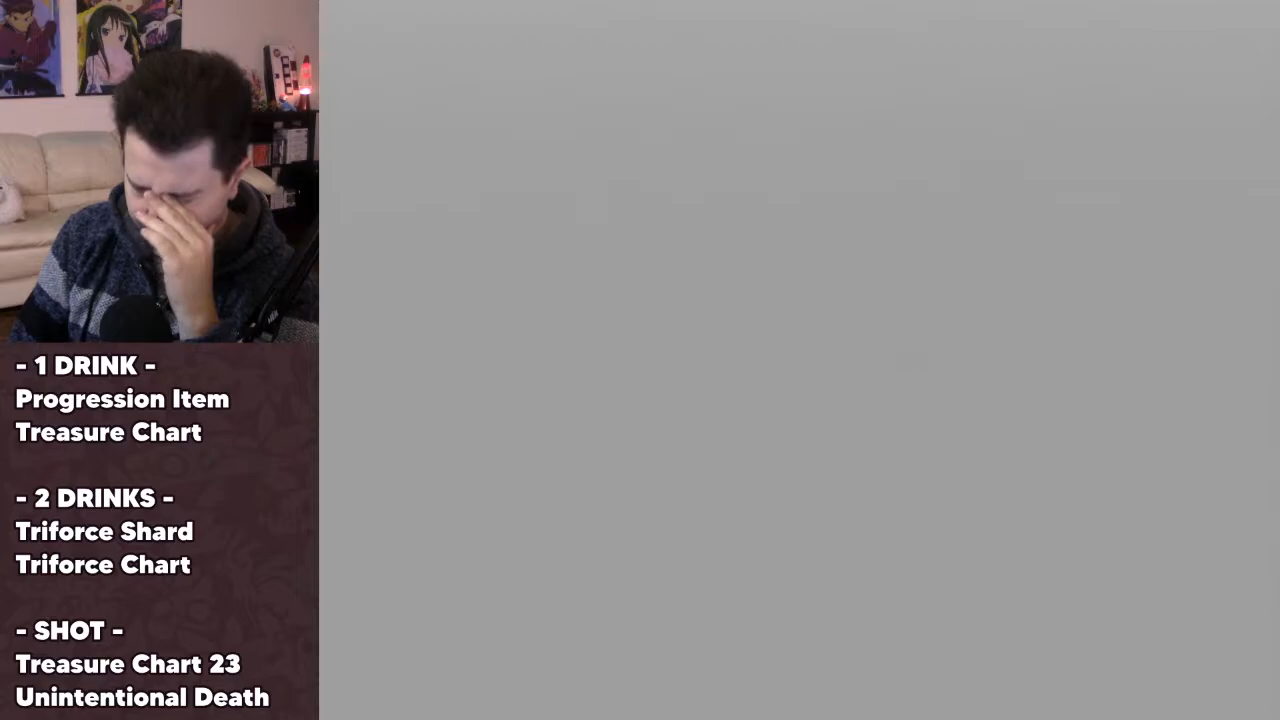 - 1 DRINK -
Progression Item
Treasure Chart
- 2 DRINKS -
Triforce Shard
Triforce Chart
- SHOT -
Treasure Chart 23
Unintentional Death